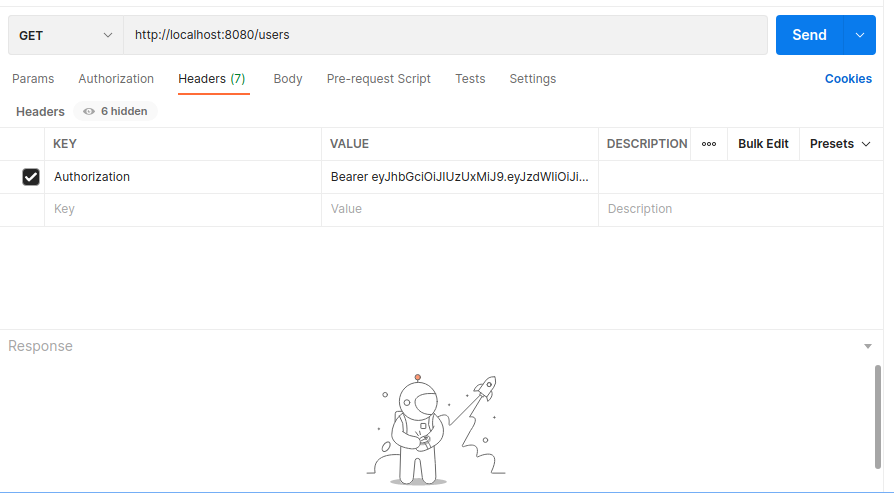 GET http://localhost:8080/users Send
Params Authorization Headers (7) Body Pre-request Script Tests Settings Cookies
Headers 6 hidden
KEY VALUE DESCRIPTION ooo Bulk Edit Presets
Authorization Bearer eyJhbGciOiJIUzUxMiJ9.eyJzdWIiOiJi...
Key Value Description
Response